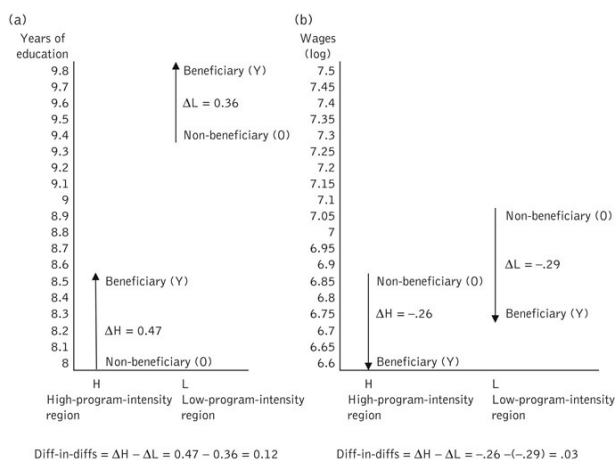 (a)
Years of
education
9.8
9.7
9.6
9.5
9.4
9.3
9.2
9.1
9
8.9
8.8
8.7
8.6
8.5
8.4
8.3
8.2
8.1
8
Beneficiary (Y)
ΔL = 0.36
Non-beneficiary (O)
Beneficiary (Y)
ΔH = 0.47
Non-beneficiary (O)
H
High-program-intensity
region
L
Low-program-intensity
region
Diff-in-diffs = ΔH – ΔL = 0.47 – 0.36 = 0.12
(b)
Wages
(log)
7.5
7.45
7.4
7.35
7.3
7.25
7.2
7.15
7.1
7.05
7
6.95
6.9
6.85
6.8
6.75
6.7
6.65
6.6
Non-beneficiary (O)
ΔL = –.29
Beneficiary (Y)
Non-beneficiary (O)
ΔH = –.26
Beneficiary (Y)
H
High-program-intensity
region
L
Low-program-intensity
region
Diff-in-diffs = ΔH – ΔL = –.26 –(–.29) = .03